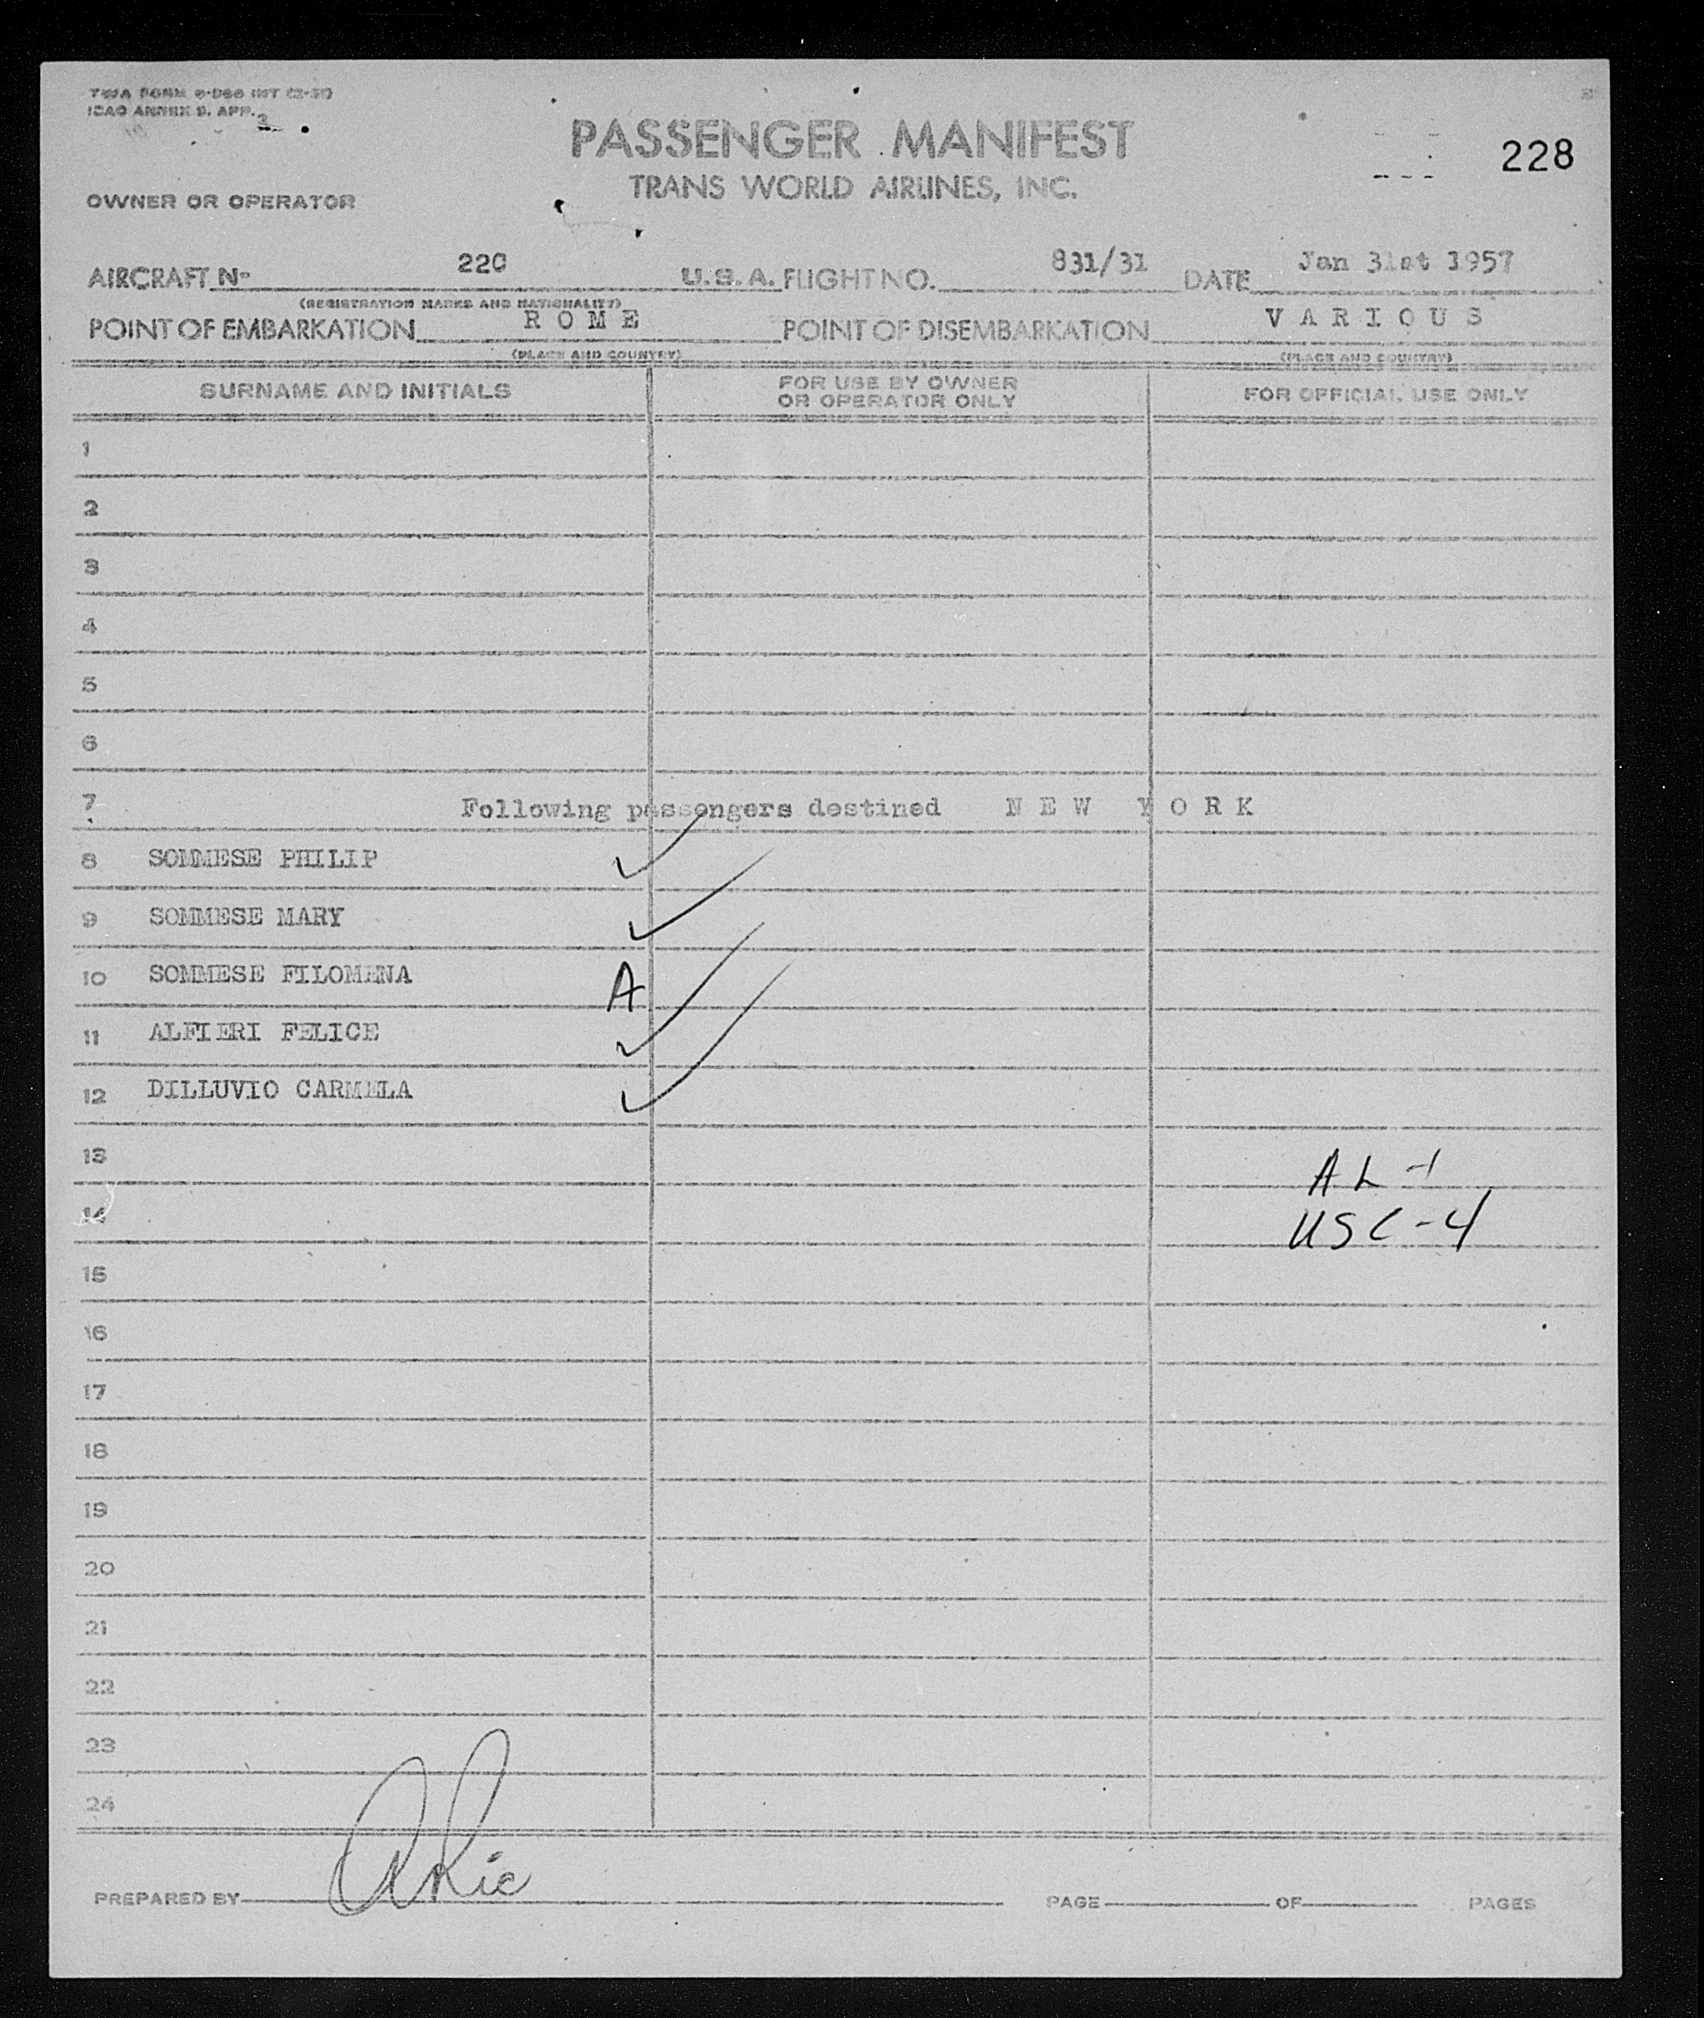 TWA FORM
ICAO ANNEX 9. APP. 2
228
PASSENGER MANIFEST
TRANS WORLD AIRLINES, INC.
OWNER OR OPERATOR
AIRCRAFT No 220 U.S.A. FLIGHT NO. 831/31 DATE Jan 31st 1957
(REGISTRATION MARKS AND NATIONALITY)
POINT OF EMBARKATION ROME POINT OF DISEMBARKATION VARIOUS
(PLACE AND COUNTRY) (PLACE AND COUNTRY)
SURNAME AND INITIALS FOR USE BY OWNER OR OPERATOR ONLY FOR OFFICIAL USE ONLY
1
2
3
4
5
6
7 Following passengers destined NEW YORK
8 SOMMESE PHILIP ✓
9 SOMMESE MARY ✓
10 SOMMESE FILOMENA A
11 ALFIERI FELICE ✓
12 DILLUVIO CARMELA ✓
13 AL-1
14 USC-4
15
16
17
18
19
20
21
22
23
24
PREPARED BY PAGE OF PAGES